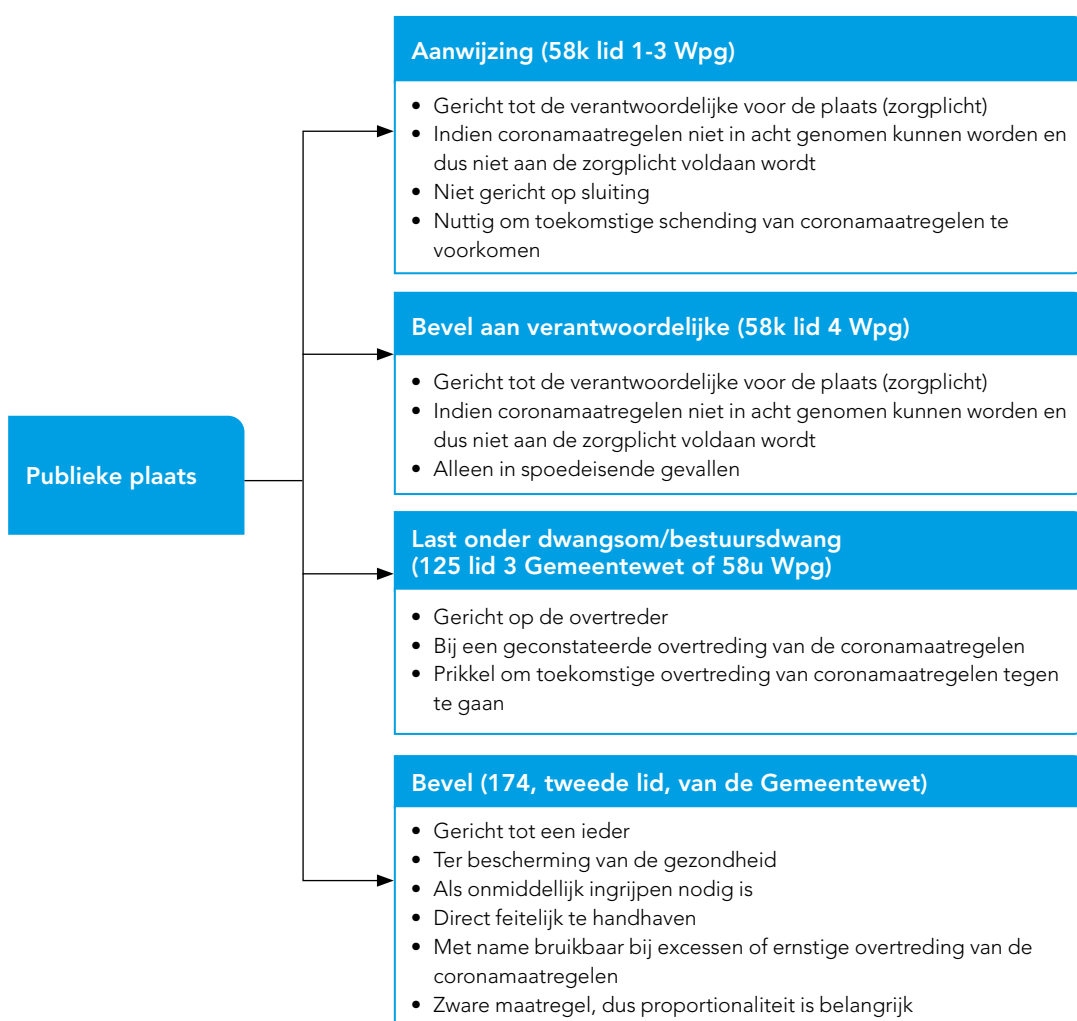 Aanwijzing (58k lid 1-3 Wpg)
• Gericht tot de verantwoordelijke voor de plaats (zorgplicht)
• Indien coronamaatregelen niet in acht genomen kunnen worden en
dus niet aan de zorgplicht voldaan wordt
• Niet gericht op sluiting
• Nuttig om toekomstige schending van coronamaatregelen te
voorkomen
Bevel aan verantwoordelijke (58k lid 4 Wpg)
• Gericht tot de verantwoordelijke voor de plaats (zorgplicht)
• Indien coronamaatregelen niet in acht genomen kunnen worden en
dus niet aan de zorgplicht voldaan wordt
• Alleen in spoedeisende gevallen
Publieke plaats
Last onder dwangsom/bestuursdwang
(125 lid 3 Gemeentewet of 58u Wpg)
• Gericht op de overtreder
• Bij een geconstateerde overtreding van de coronamaatregelen
• Prikkel om toekomstige overtreding van coronamaatregelen tegen
te gaan
Bevel (174, tweede lid, van de Gemeentewet)
• Gericht tot een ieder
• Ter bescherming van de gezondheid
• Als onmiddellijk ingrijpen nodig is
• Direct feitelijk te handhaven
• Met name bruikbaar bij excessen of ernstige overtreding van de
coronamaatregelen
• Zware maatregel, dus proportionaliteit is belangrijk